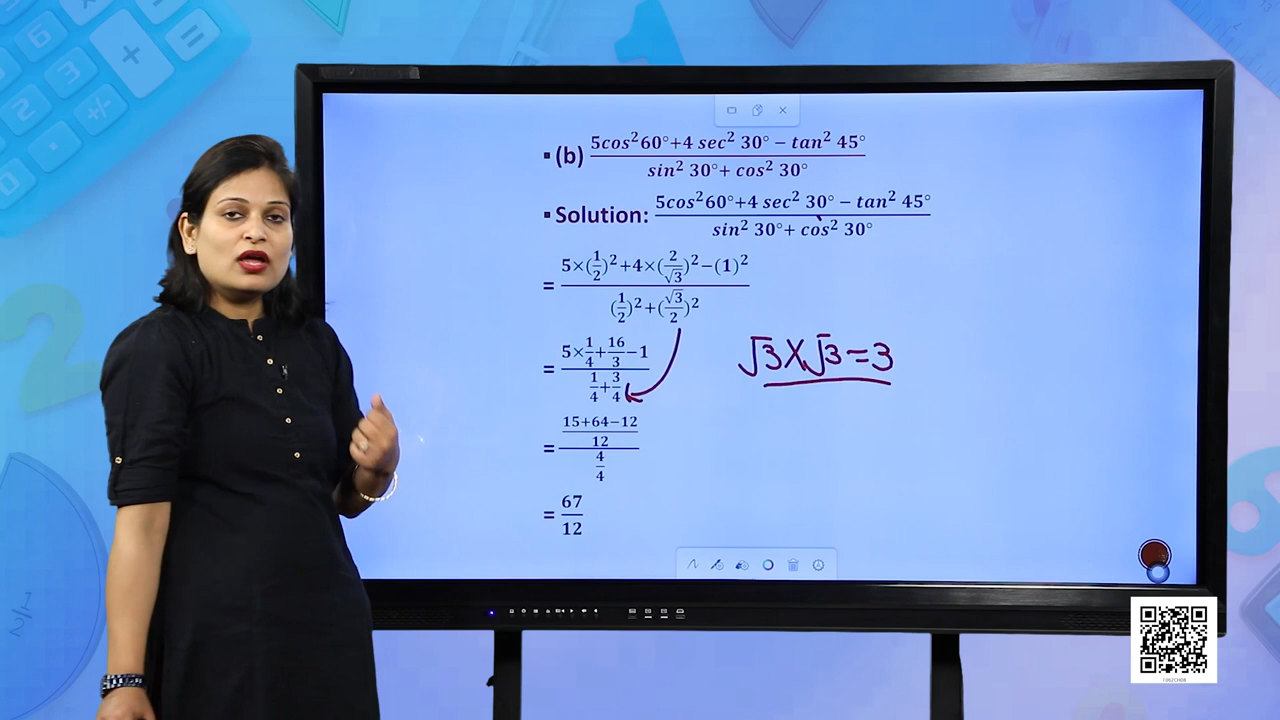 ▪ (b) (5cos²60°+4 sec² 30° − tan² 45°)/(sin² 30°+ cos² 30°)
▪ Solution: (5cos²60°+4 sec² 30° − tan² 45°)/(sin² 30°+ cos² 30°)
= (5×(1/2)²+4×(2/√3)²−(1)²)/((1/2)²+(√3/2)²)
= (5×1/4+16/3−1)/(1/4+3/4)
√3×√3=3
= ((15+64−12)/12)/(4/4)
= 67/12
1062CH08